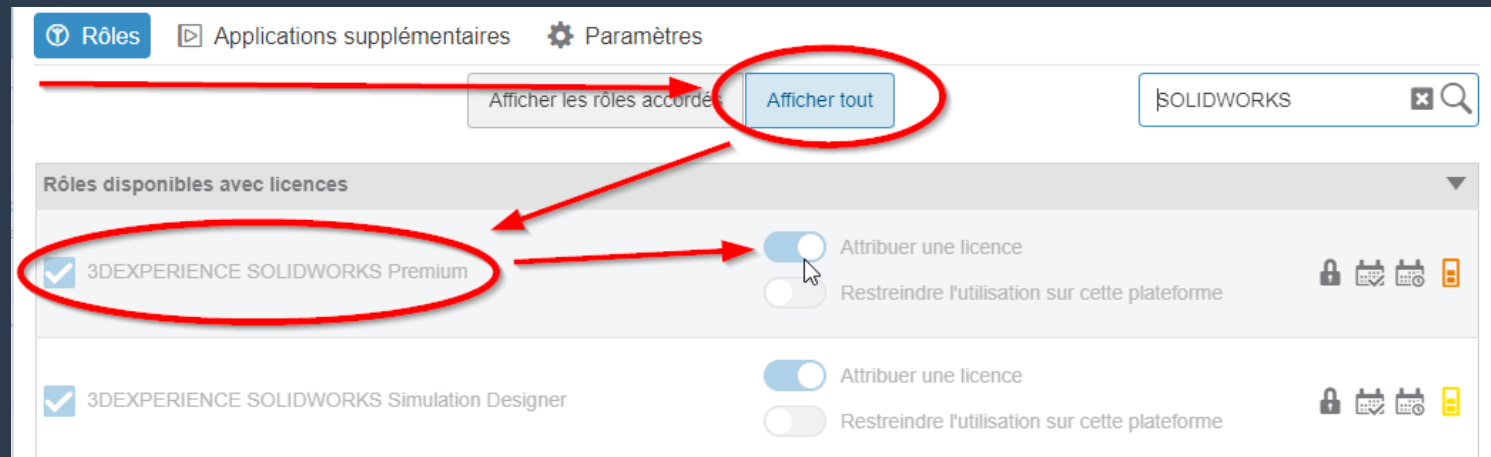 Rôles Applications supplémentaires Paramètres
Afficher les rôles accordés Afficher tout SOLIDWORKS
Rôles disponibles avec licences
3DEXPERIENCE SOLIDWORKS Premium
Attribuer une licence
Restreindre l'utilisation sur cette plateforme
3DEXPERIENCE SOLIDWORKS Simulation Designer
Attribuer une licence
Restreindre l'utilisation sur cette plateforme